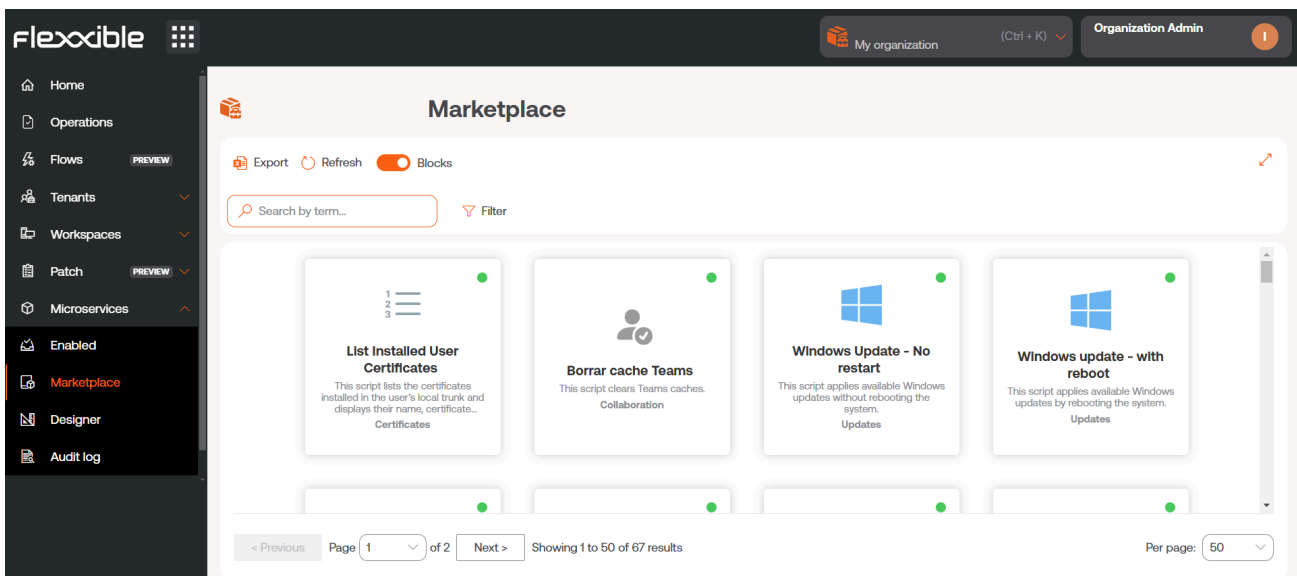 Flexxible
My organization
(Ctrl + K)
Organization Admin
I
Home
Operations
Flows PREVIEW
Tenants
Workspaces
Patch PREVIEW
Microservices
Enabled
Marketplace
Designer
Audit log
Marketplace
Export Refresh Blocks
Search by term...
Filter
1
2
3
List Installed User
Certificates
This script lists the certificates
installed in the user's local trunk and
displays their name, certificate...
Certificates
Borrar cache Teams
This script clears Teams caches.
Collaboration
Windows Update - No
restart
This script applies available Windows
updates without rebooting the
system.
Updates
Windows update - with
reboot
This script applies available Windows
updates by rebooting the system.
Updates
< Previous Page 1 of 2 Next > Showing 1 to 50 of 67 results
Per page: 50